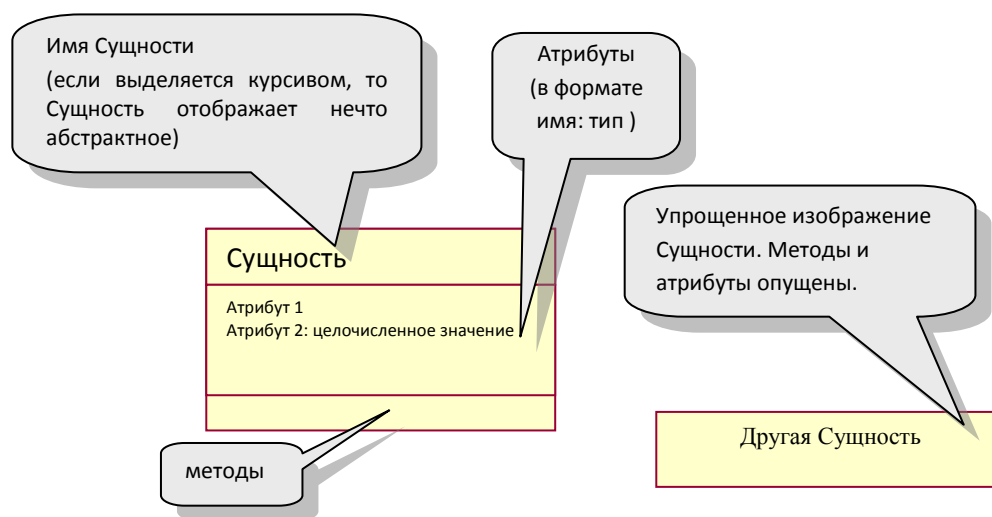 Имя Сущности
(если выделяется курсивом, то
Сущность отображает нечто
абстрактное)
Атрибуты
(в формате
имя: тип )
Упрощенное изображение
Сущности. Методы и
атрибуты опущены.
Сущность
Атрибут 1
Атрибут 2: целочисленное значение
Другая Сущность
методы